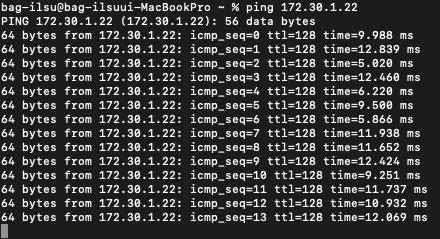 bag-ilsu@bag-ilsuui-MacBookPro ~ % ping 172.30.1.22
PING 172.30.1.22 (172.30.1.22): 56 data bytes
64 bytes from 172.30.1.22: icmp_seq=0 ttl=128 time=9.988 ms
64 bytes from 172.30.1.22: icmp_seq=1 ttl=128 time=12.839 ms
64 bytes from 172.30.1.22: icmp_seq=2 ttl=128 time=5.020 ms
64 bytes from 172.30.1.22: icmp_seq=3 ttl=128 time=12.460 ms
64 bytes from 172.30.1.22: icmp_seq=4 ttl=128 time=6.220 ms
64 bytes from 172.30.1.22: icmp_seq=5 ttl=128 time=9.500 ms
64 bytes from 172.30.1.22: icmp_seq=6 ttl=128 time=5.866 ms
64 bytes from 172.30.1.22: icmp_seq=7 ttl=128 time=11.938 ms
64 bytes from 172.30.1.22: icmp_seq=8 ttl=128 time=11.652 ms
64 bytes from 172.30.1.22: icmp_seq=9 ttl=128 time=12.424 ms
64 bytes from 172.30.1.22: icmp_seq=10 ttl=128 time=9.251 ms
64 bytes from 172.30.1.22: icmp_seq=11 ttl=128 time=11.737 ms
64 bytes from 172.30.1.22: icmp_seq=12 ttl=128 time=10.932 ms
64 bytes from 172.30.1.22: icmp_seq=13 ttl=128 time=12.069 ms